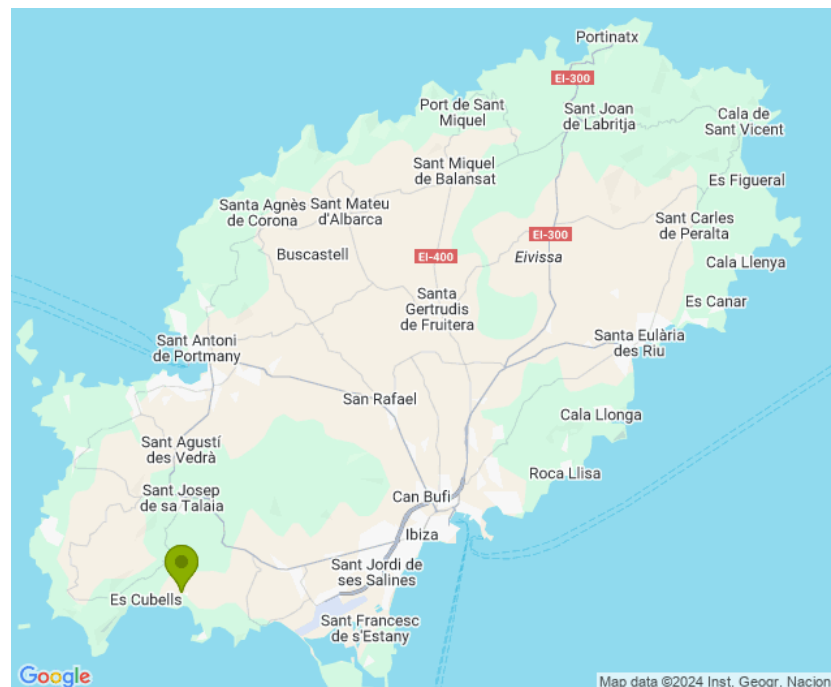 Portinatx
EI-300
Port de Sant
Miquel
Sant Joan
de Labritja
Cala de
Sant Vicent
Sant Miquel
de Balansat
Es Figueral
Santa Agnès
de Corona
Sant Mateu
d'Albarca
Sant Carles
de Peralta
EI-300
Buscastell
EI-400
Eivissa
Cala Llenya
Santa
Gertrudis
de Fruitera
Es Canar
Sant Antoni
de Portmany
Santa Eulària
des Riu
San Rafael
Cala Llonga
Sant Agustí
des Vedrà
Roca Llisa
Sant Josep
de sa Talaia
Can Bufi
Ibiza
Sant Jordi de
ses Salines
Es Cubells
Sant Francesc
de s'Estany
Google
Map data ©2024 Inst. Geogr. Nacion